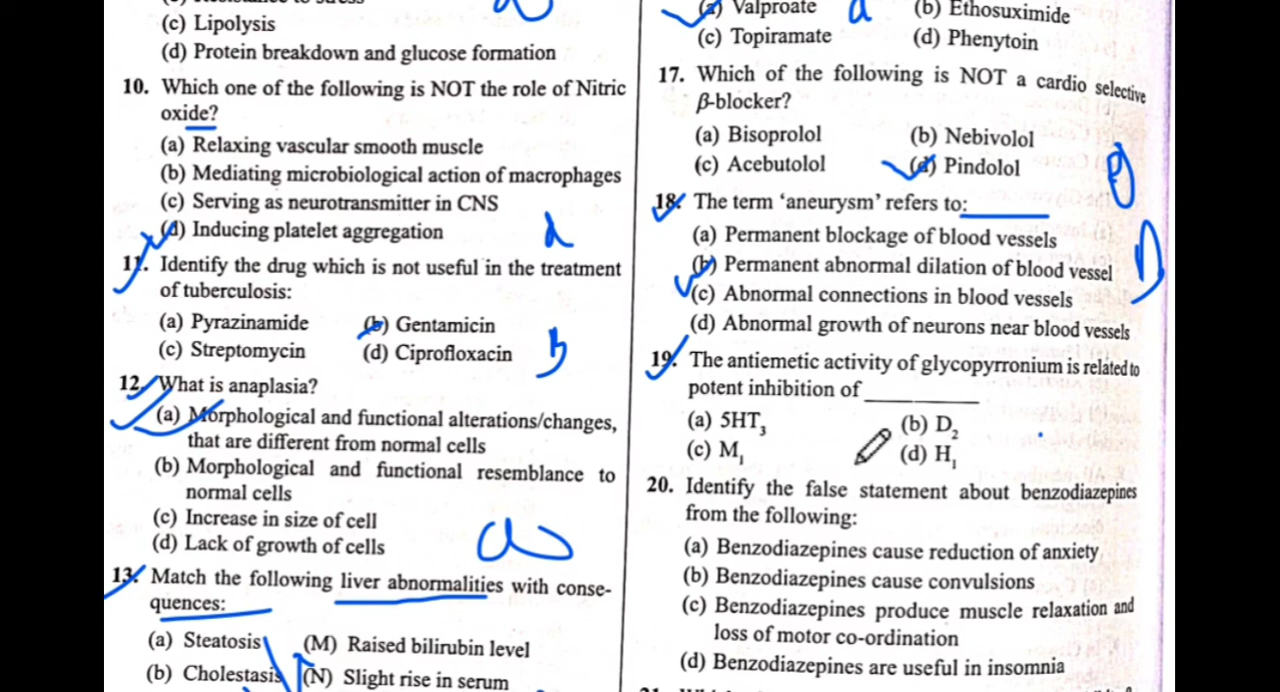 (c) Lipolysis
(d) Protein breakdown and glucose formation
10. Which one of the following is NOT the role of Nitric
oxide?
(a) Relaxing vascular smooth muscle
(b) Mediating microbiological action of macrophages
(c) Serving as neurotransmitter in CNS
(d) Inducing platelet aggregation
d
11. Identify the drug which is not useful in the treatment
of tuberculosis:
(a) Pyrazinamide (b) Gentamicin
(c) Streptomycin (d) Ciprofloxacin
b
12. What is anaplasia?
(a) Morphological and functional alterations/changes,
that are different from normal cells
(b) Morphological and functional resemblance to
normal cells
(c) Increase in size of cell
(d) Lack of growth of cells
a
13. Match the following liver abnormalities with conse-
quences:
(a) Steatosis (M) Raised bilirubin level
(b) Cholestasis (N) Slight rise in serum
(a) Valproate (b) Ethosuximide
a
(c) Topiramate (d) Phenytoin
17. Which of the following is NOT a cardio selective
β-blocker?
(a) Bisoprolol (b) Nebivolol
(c) Acebutolol (d) Pindolol
18. The term ‘aneurysm’ refers to:
(a) Permanent blockage of blood vessels
(b) Permanent abnormal dilation of blood vessel
(c) Abnormal connections in blood vessels
(d) Abnormal growth of neurons near blood vessels
19. The antiemetic activity of glycopyrronium is related to
potent inhibition of
(a) 5HT₃ (b) D₂
(c) M₁ (d) H₁
20. Identify the false statement about benzodiazepines
from the following:
(a) Benzodiazepines cause reduction of anxiety
(b) Benzodiazepines cause convulsions
(c) Benzodiazepines produce muscle relaxation and
loss of motor co-ordination
(d) Benzodiazepines are useful in insomnia